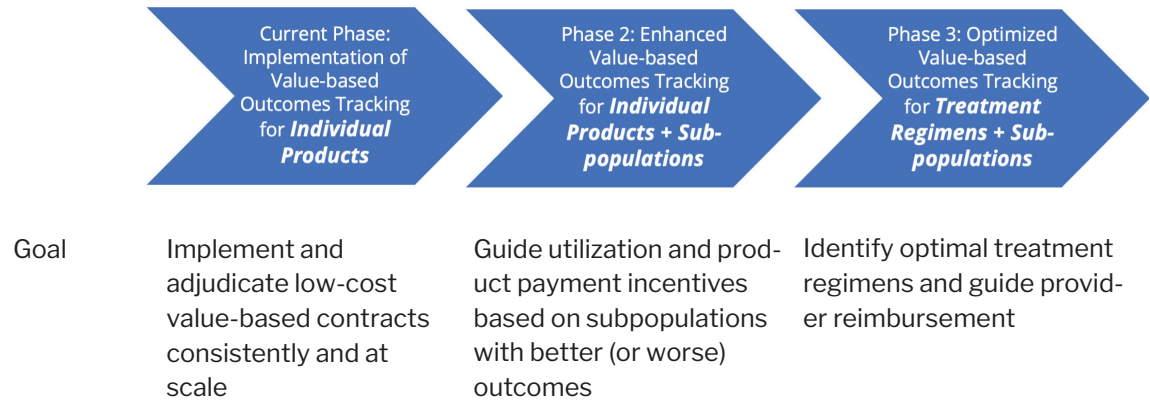 Current Phase:
Implementation of
Value-based
Outcomes Tracking
for Individual
Products
Phase 2: Enhanced
Value-based
Outcomes Tracking
for Individual
Products + Sub-
populations
Phase 3: Optimized
Value-based
Outcomes Tracking
for Treatment
Regimens + Sub-
populations
Goal
Implement and
adjudicate low-cost
value-based contracts
consistently and at
scale
Guide utilization and prod-
uct payment incentives
based on subpopulations
with better (or worse)
outcomes
Identify optimal treatment
regimens and guide provid-
er reimbursement